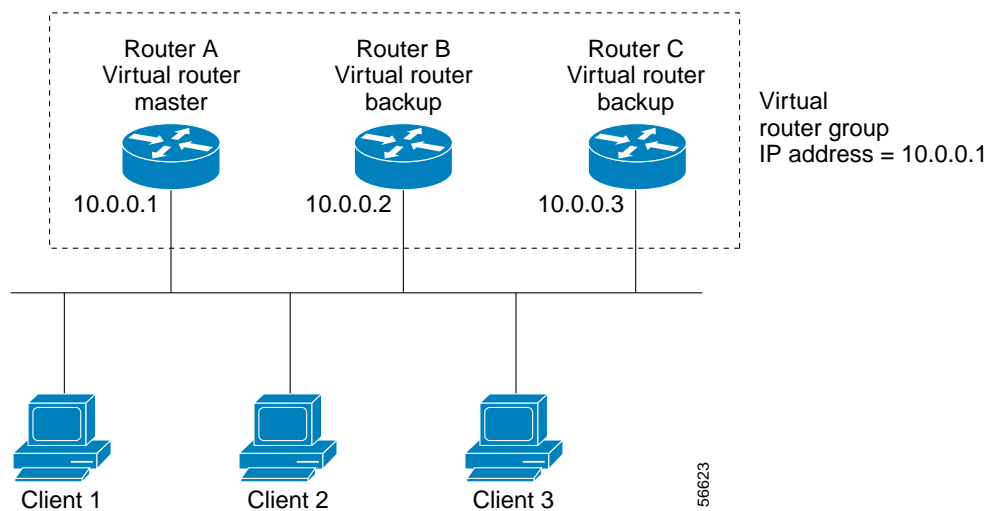 Router A
Virtual router
master
Router B
Virtual router
backup
Router C
Virtual router
backup
Virtual
router group
IP address = 10.0.0.1
10.0.0.1
10.0.0.2
10.0.0.3
Client 1
Client 2
Client 3
56623